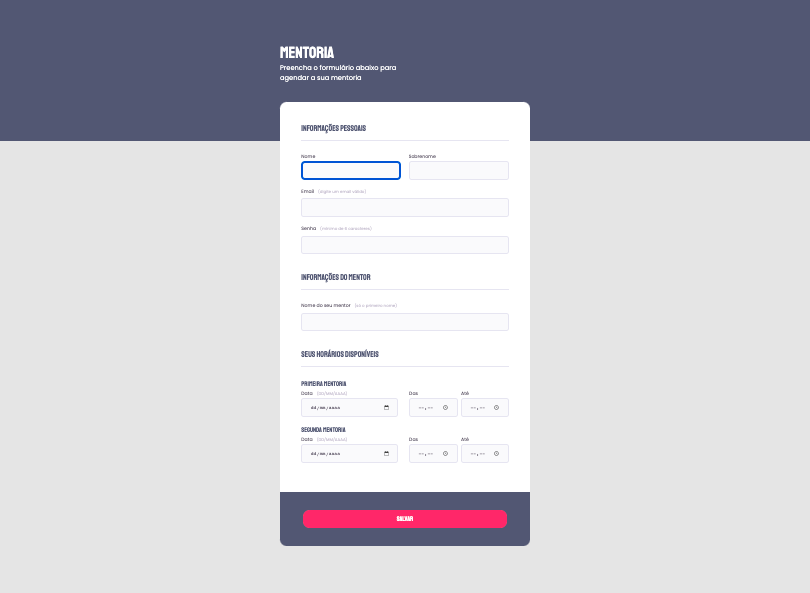 MENTORIA
Preencha o formulário abaixo para
agendar a sua mentoria
INFORMAÇÕES PESSOAIS
Nome Sobrenome
Email (digite um email válido)
Senha (mínimo de 6 caracteres)
INFORMAÇÕES DO MENTOR
Nome do seu mentor (só o primeiro nome)
SEUS HORÁRIOS DISPONÍVEIS
PRIMEIRA MENTORIA
Data (DD/MM/AAAA) Das Até
dd/mm/aaaa --:-- --:--
SEGUNDA MENTORIA
Data (DD/MM/AAAA) Das Até
dd/mm/aaaa --:-- --:--
SALVAR